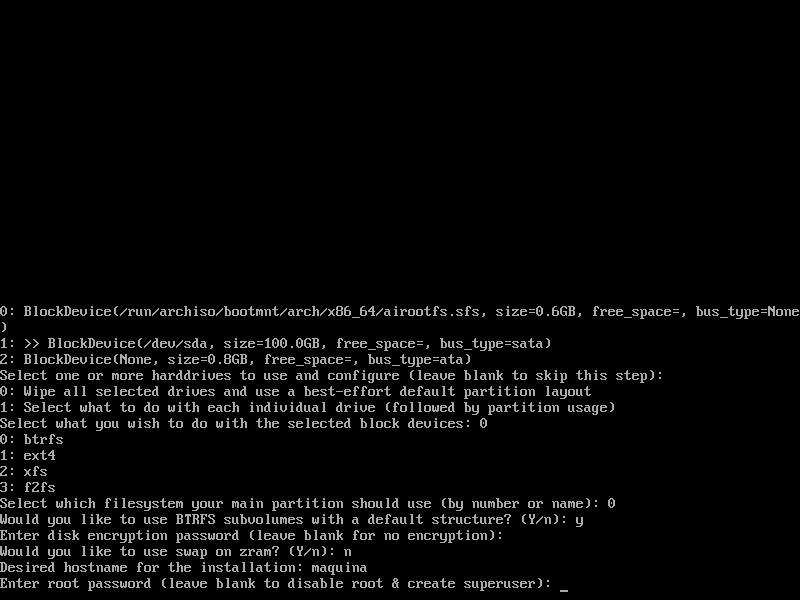 0: BlockDevice(/run/archiso/bootmnt/arch/x86_64/airootfs.sfs, size=0.6GB, free_space=, bus_type=None
)
1: >> BlockDevice(/dev/sda, size=100.0GB, free_space=, bus_type=sata)
2: BlockDevice(None, size=0.8GB, free_space=, bus_type=ata)
Select one or more harddrives to use and configure (leave blank to skip this step):
0: Wipe all selected drives and use a best-effort default partition layout
1: Select what to do with each individual drive (followed by partition usage)
Select what you wish to do with the selected block devices: 0
0: btrfs
1: ext4
2: xfs
3: f2fs
Select which filesystem your main partition should use (by number or name): 0
Would you like to use BTRFS subvolumes with a default structure? (Y/n): y
Enter disk encryption password (leave blank for no encryption):
Would you like to use swap on zram? (Y/n): n
Desired hostname for the installation: maquina
Enter root password (leave blank to disable root & create superuser): _